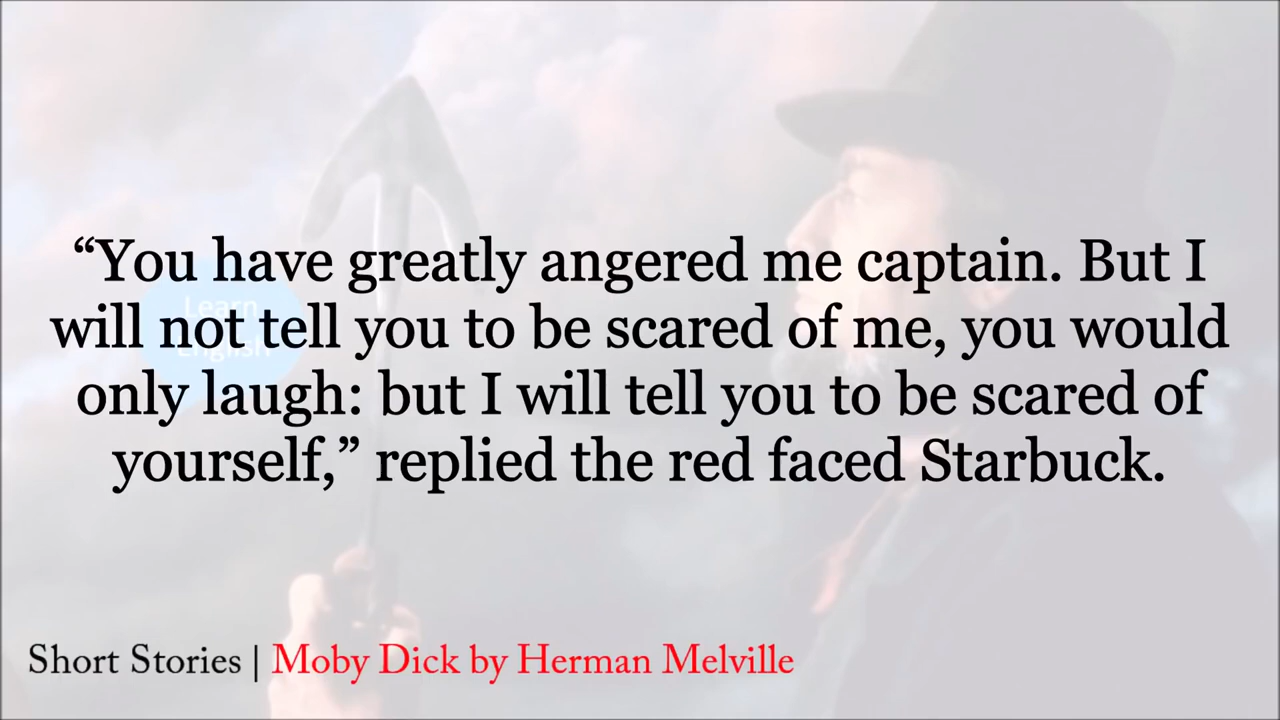 “You have greatly angered me captain. But I
will not tell you to be scared of me, you would
only laugh: but I will tell you to be scared of
yourself,” replied the red faced Starbuck.
Learn
English
Short Stories | Moby Dick by Herman Melville